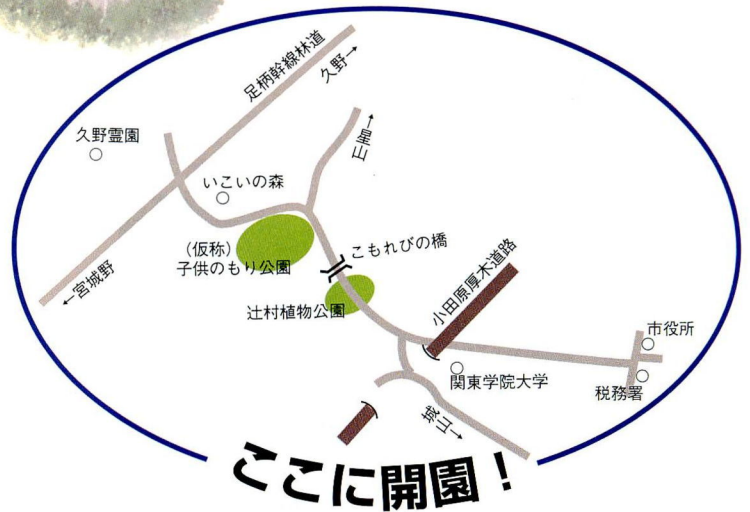 足柄幹線林道
久野→
久野霊園
←星山
いこいの森
(仮称)
子供のもり公園
こもれびの橋
←宮城野
辻村植物公園
小田原厚木道路
市役所
関東学院大学
税務署
城山→
ここに開園！